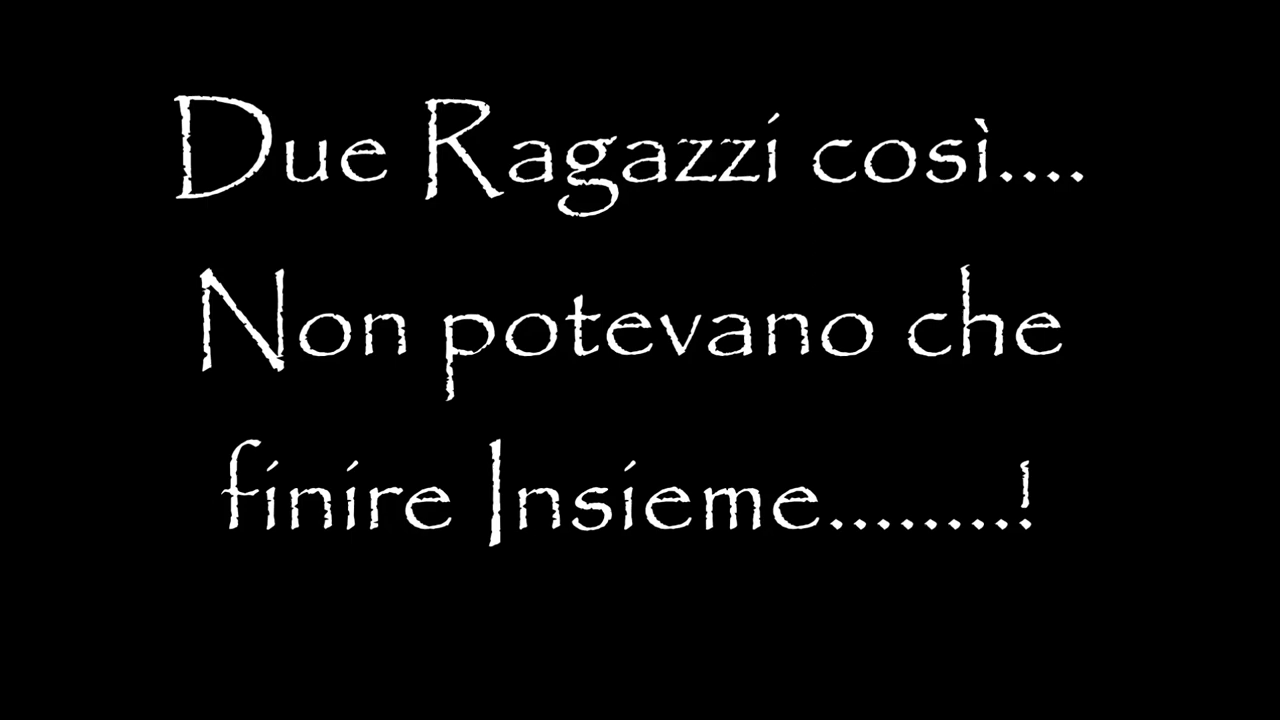 Due Ragazzi così....
Non potevano che
finire Insieme........!